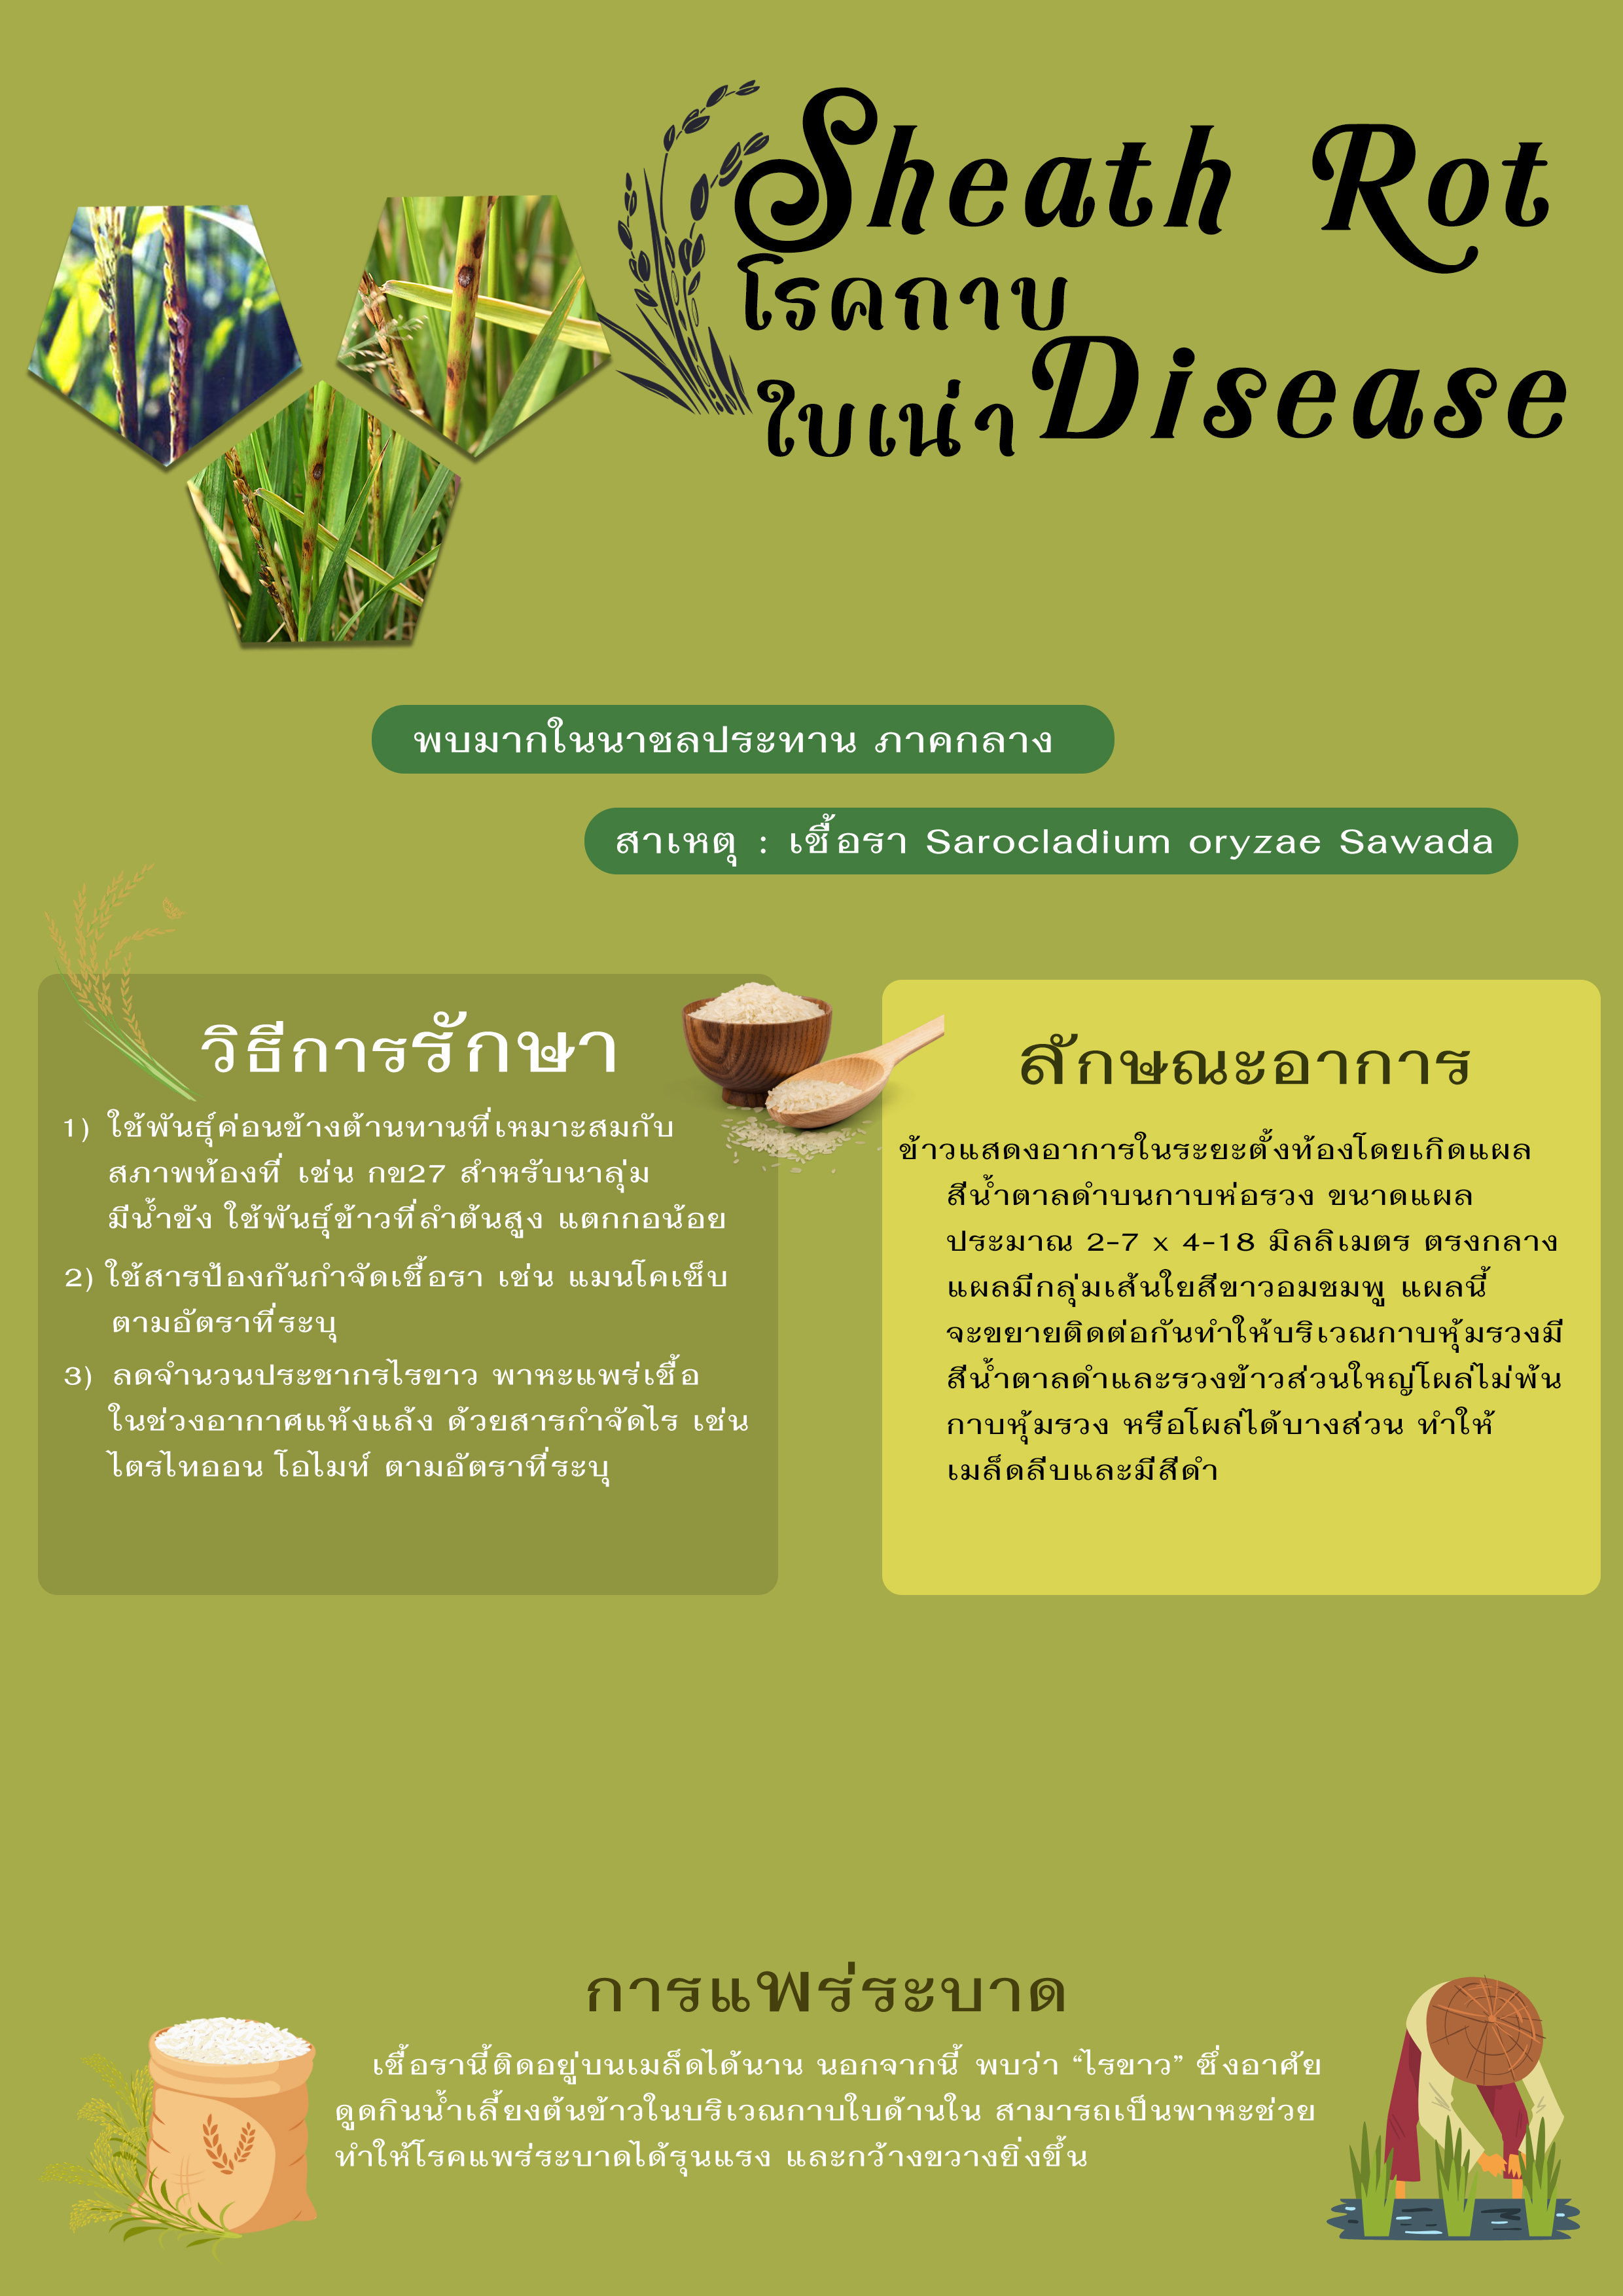 Sheath Rot
โรคกาบ
ใบเน่า Disease
พบมากในนาชลประทาน ภาคกลาง
สาเหตุ : เชื้อรา Sarocladium oryzae Sawada
วิธีการรักษา
1) ใช้พันธุ์ค่อนข้างต้านทานที่เหมาะสมกับ
สภาพท้องที่ เช่น กข27 สำหรับนาลุ่ม
มีน้ำขัง ใช้พันธุ์ข้าวที่ลำต้นสูง แตกกอน้อย
2) ใช้สารป้องกันกำจัดเชื้อรา เช่น แมนโคเซ็บ
ตามอัตราที่ระบุ
3) ลดจำนวนประชากรไรขาว พาหะแพร่เชื้อ
ในช่วงอากาศแห้งแล้ง ด้วยสารกำจัดไร เช่น
ไตรไทออน โอไมท์ ตามอัตราที่ระบุ
ลักษณะอาการ
ข้าวแสดงอาการในระยะตั้งท้องโดยเกิดแผล
สีน้ำตาลดำบนกาบห่อรวง ขนาดแผล
ประมาณ 2-7 x 4-18 มิลลิเมตร ตรงกลาง
แผลมีกลุ่มเส้นใยสีขาวอมชมพู แผลนี้
จะขยายติดต่อกันทำให้บริเวณกาบหุ้มรวงมี
สีน้ำตาลดำและรวงข้าวส่วนใหญ่โผล่ไม่พ้น
กาบหุ้มรวง หรือโผล่ได้บางส่วน ทำให้
เมล็ดลีบและมีสีดำ
การแพร่ระบาด
เชื้อรานี้ติดอยู่บนเมล็ดได้นาน นอกจากนี้ พบว่า “ไรขาว” ซึ่งอาศัย
ดูดกินน้ำเลี้ยงต้นข้าวในบริเวณกาบใบด้านใน สามารถเป็นพาหะช่วย
ทำให้โรคแพร่ระบาดได้รุนแรง และกว้างขวางยิ่งขึ้น